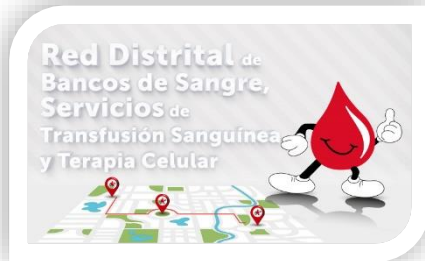 Red Distrital de
Bancos de Sangre,
Servicios de
Transfusión Sanguínea
y Terapia Celular